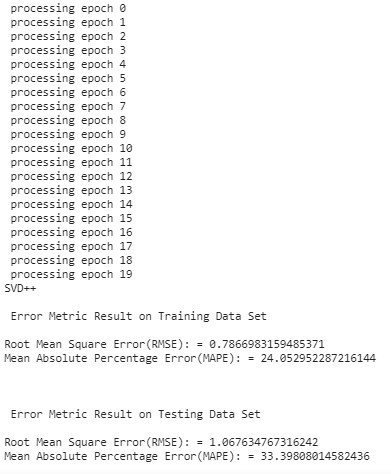 processing epoch 0
processing epoch 1
processing epoch 2
processing epoch 3
processing epoch 4
processing epoch 5
processing epoch 6
processing epoch 7
processing epoch 8
processing epoch 9
processing epoch 10
processing epoch 11
processing epoch 12
processing epoch 13
processing epoch 14
processing epoch 15
processing epoch 16
processing epoch 17
processing epoch 18
processing epoch 19
SVD++
Error Metric Result on Training Data Set
Root Mean Square Error(RMSE): = 0.7866983159485371
Mean Absolute Percentage Error(MAPE): = 24.052952287216144
Error Metric Result on Testing Data Set
Root Mean Square Error(RMSE): = 1.067634767316242
Mean Absolute Percentage Error(MAPE): = 33.39808014582436